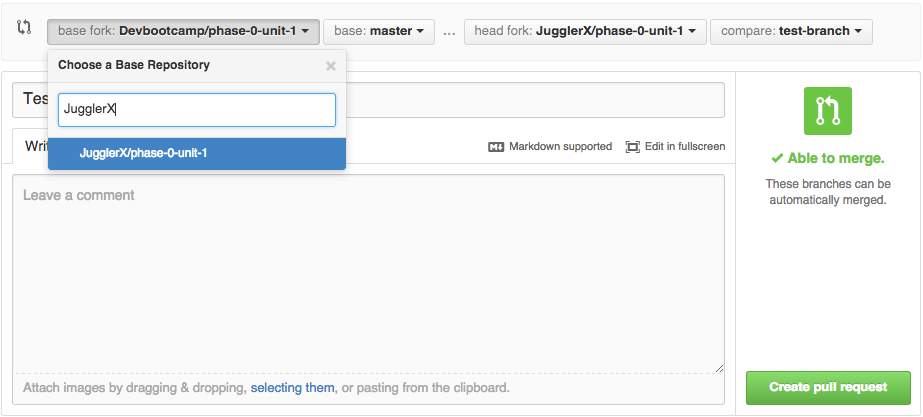 base fork: Devbootcamp/phase-0-unit-1 base: master ... head fork: JugglerX/phase-0-unit-1 compare: test-branch
Choose a Base Repository ×
Tes
JugglerX
JugglerX/phase-0-unit-1
Writ
Markdown supported Edit in fullscreen
Leave a comment
Attach images by dragging & dropping, selecting them, or pasting from the clipboard.
Able to merge.
These branches can be
automatically merged.
Create pull request